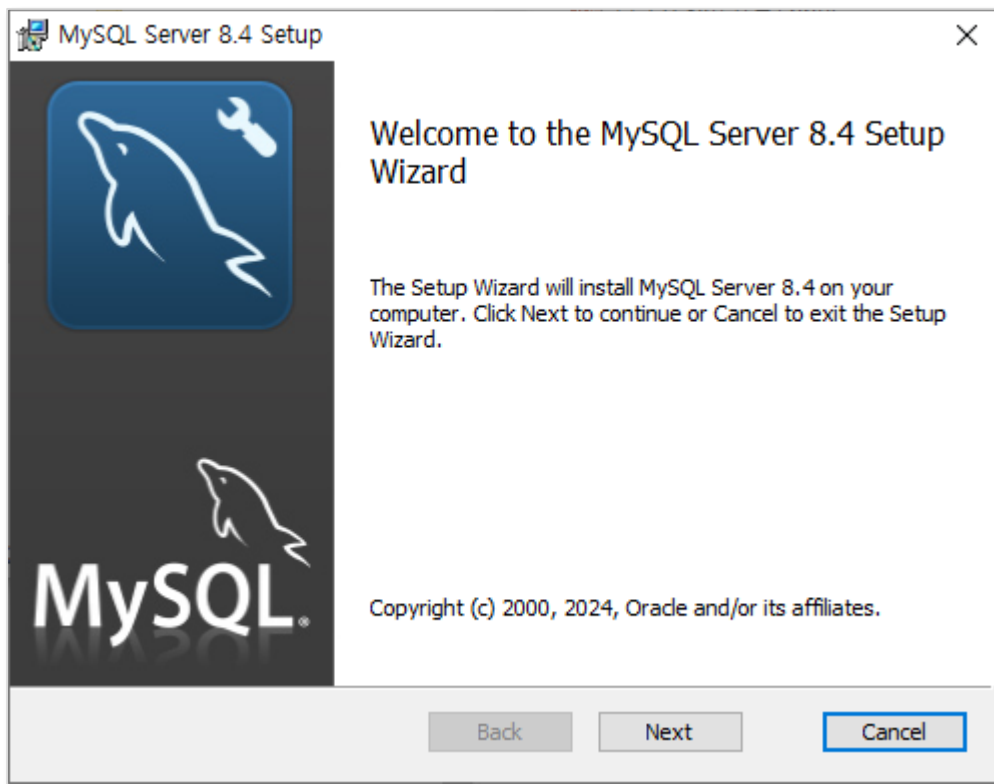 MySQL Server 8.4 Setup
Welcome to the MySQL Server 8.4 Setup
Wizard
The Setup Wizard will install MySQL Server 8.4 on your
computer. Click Next to continue or Cancel to exit the Setup
Wizard.
MySQL®
Copyright (c) 2000, 2024, Oracle and/or its affiliates.
Back
Next
Cancel